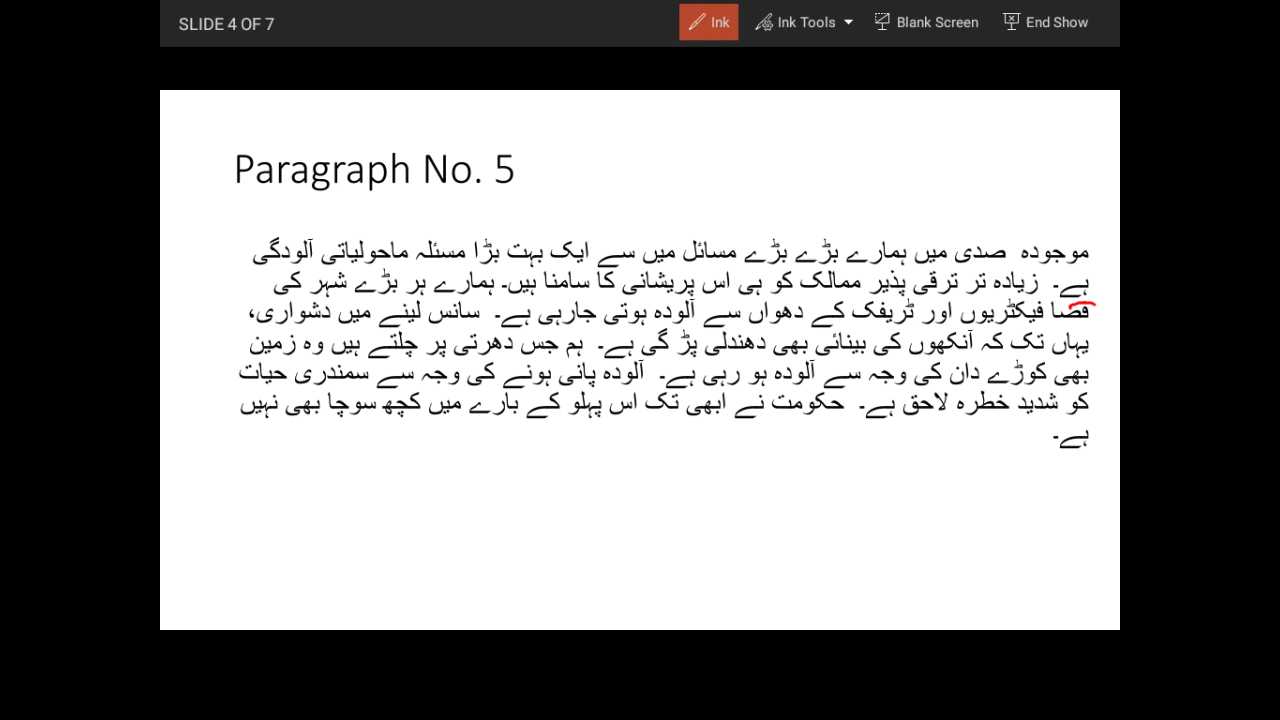 SLIDE 4 OF 7
Ink
Ink Tools
Blank Screen
End Show
Paragraph No. 5
موجودہ صدی میں ہمارے بڑے بڑے مسائل میں سے ایک بہت بڑا مسئلہ ماحولیاتی آلودگی
ہے۔ زیادہ تر ترقی پذیر ممالک کو ہی اس پریشانی کا سامنا ہیں۔ ہمارے ہر بڑے شہر کی
فضا فیکٹریوں اور ٹریفک کے دھواں سے آلودہ ہوتی جارہی ہے۔ سانس لینے میں دشواری،
یہاں تک کہ آنکھوں کی بینائی بھی دھندلی پڑ گی ہے۔ ہم جس دھرتی پر چلتے ہیں وہ زمین
بھی کوڑے دان کی وجہ سے آلودہ ہو رہی ہے۔ آلودہ پانی ہونے کی وجہ سے سمندری حیات
کو شدید خطرہ لاحق ہے۔ حکومت نے ابھی تک اس پہلو کے بارے میں کچھ سوچا بھی نہیں
ہے۔